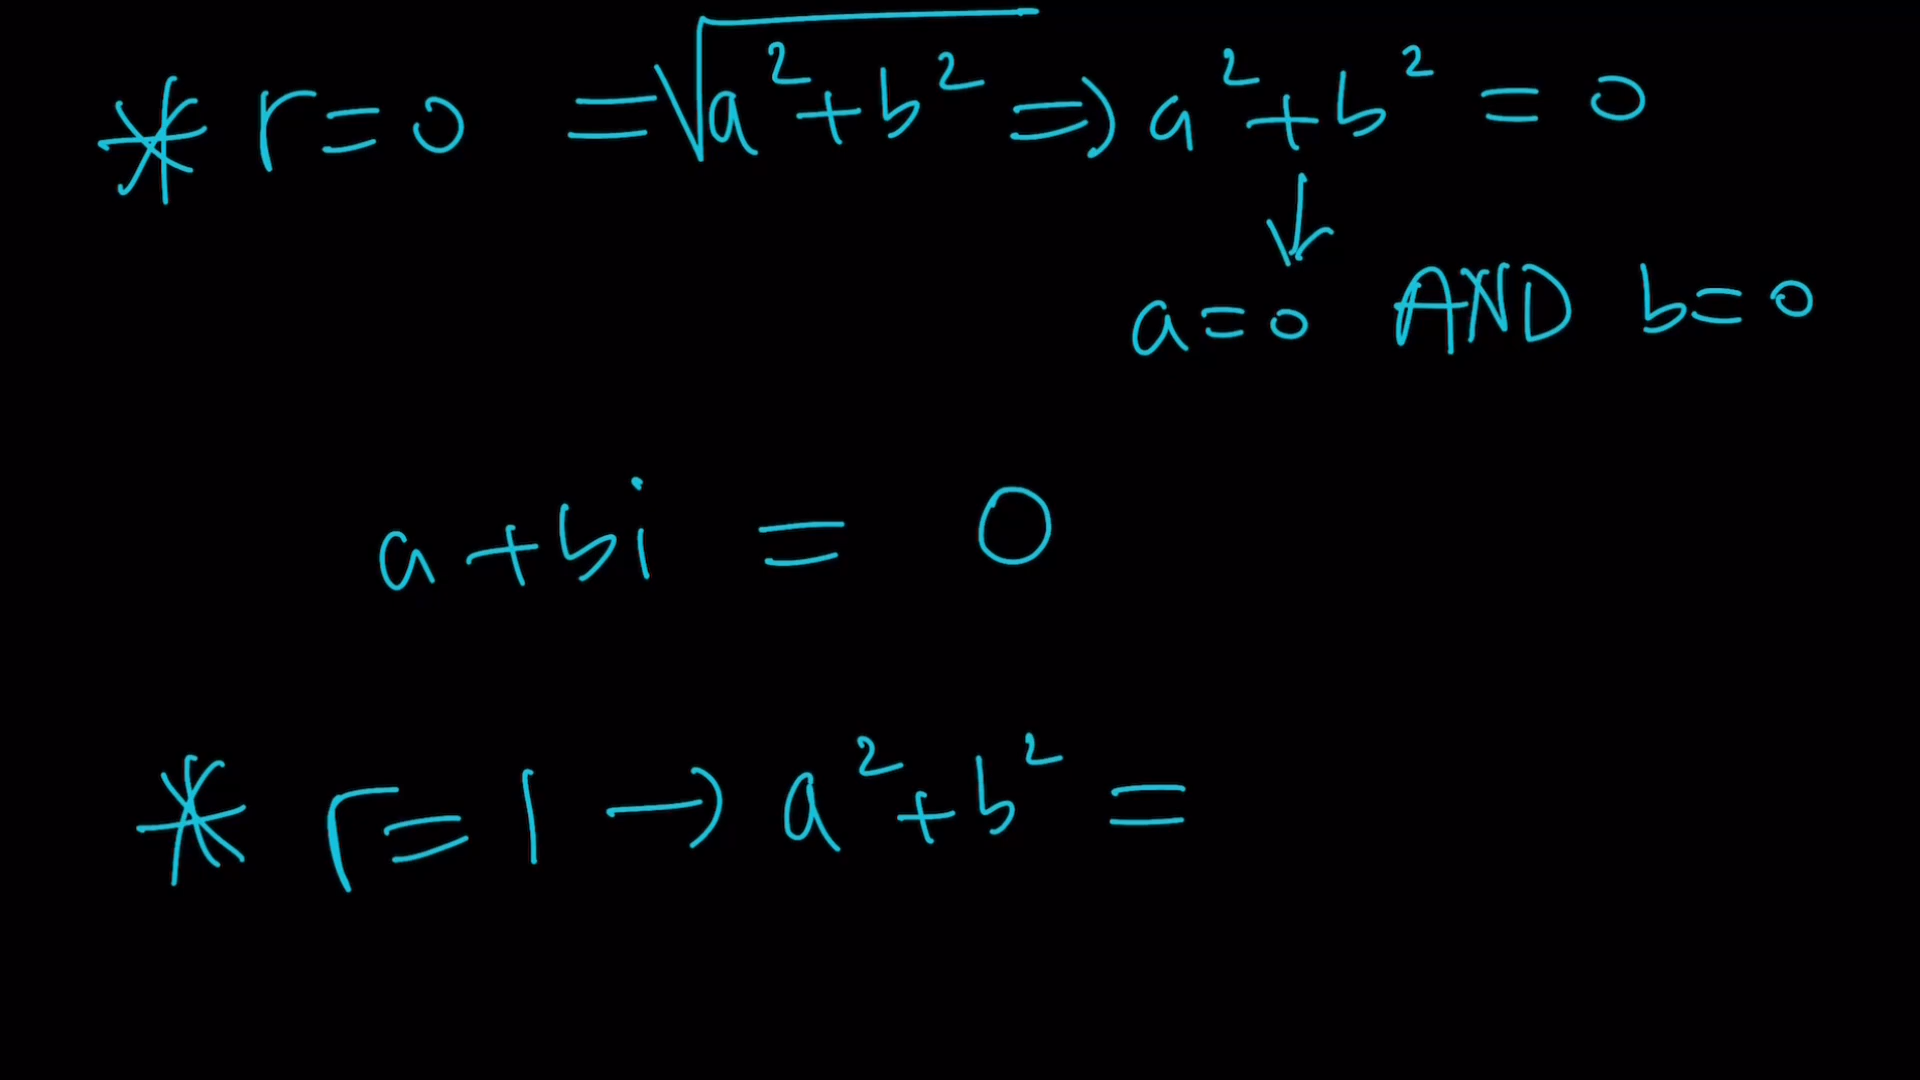 * r=0 =√a²+b² ⇒ a²+b² = 0
↓
a=0 AND b=0
a+bi = 0
* r=1 → a²+b² =